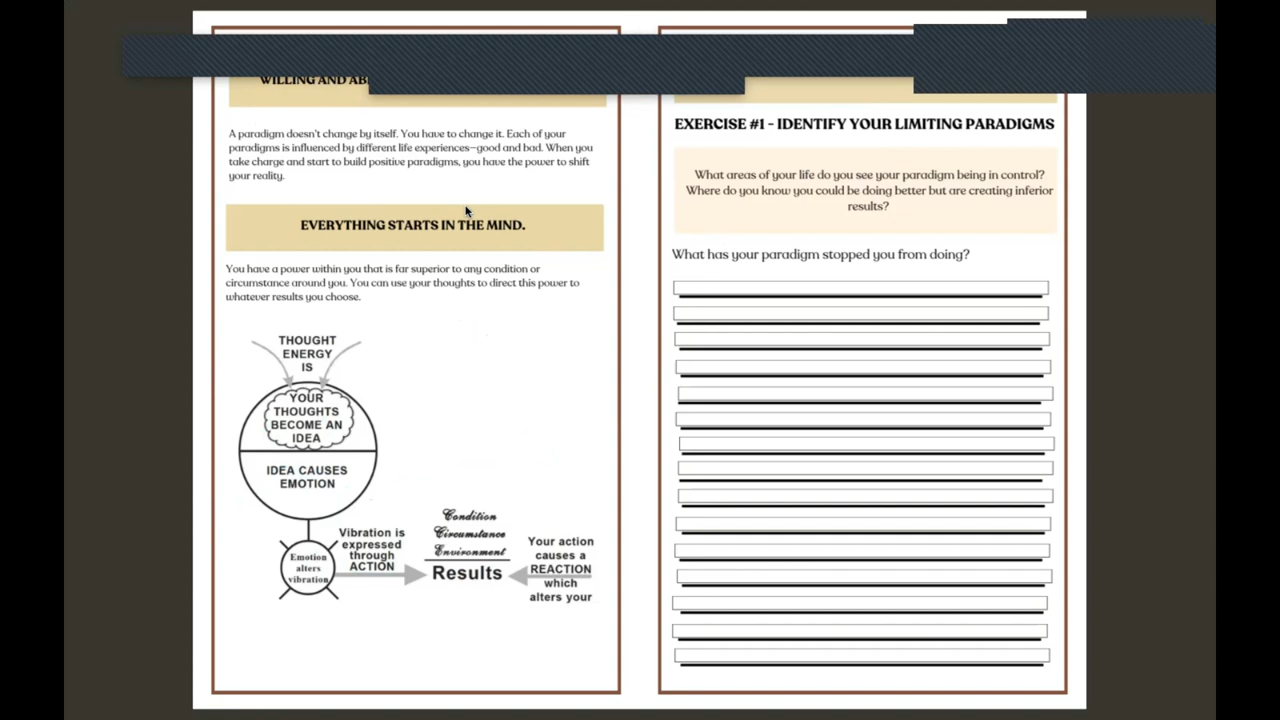 WILLING AND AB
A paradigm doesn't change by itself. You have to change it. Each of your
paradigms is influenced by different life experiences—good and bad. When you
take charge and start to build positive paradigms, you have the power to shift
your reality.
EVERYTHING STARTS IN THE MIND.
You have a power within you that is far superior to any condition or
circumstance around you. You can use your thoughts to direct this power to
whatever results you choose.
THOUGHT
ENERGY
IS
YOUR
THOUGHTS
BECOME AN
IDEA
IDEA CAUSES
EMOTION
Emotion
alters
vibration
Vibration is
expressed
through
ACTION
Condition
Circumstance
Environment
Results
Your action
causes a
REACTION
which
alters your
EXERCISE #1 - IDENTIFY YOUR LIMITING PARADIGMS
What areas of your life do you see your paradigm being in control?
Where do you know you could be doing better but are creating inferior
results?
What has your paradigm stopped you from doing?